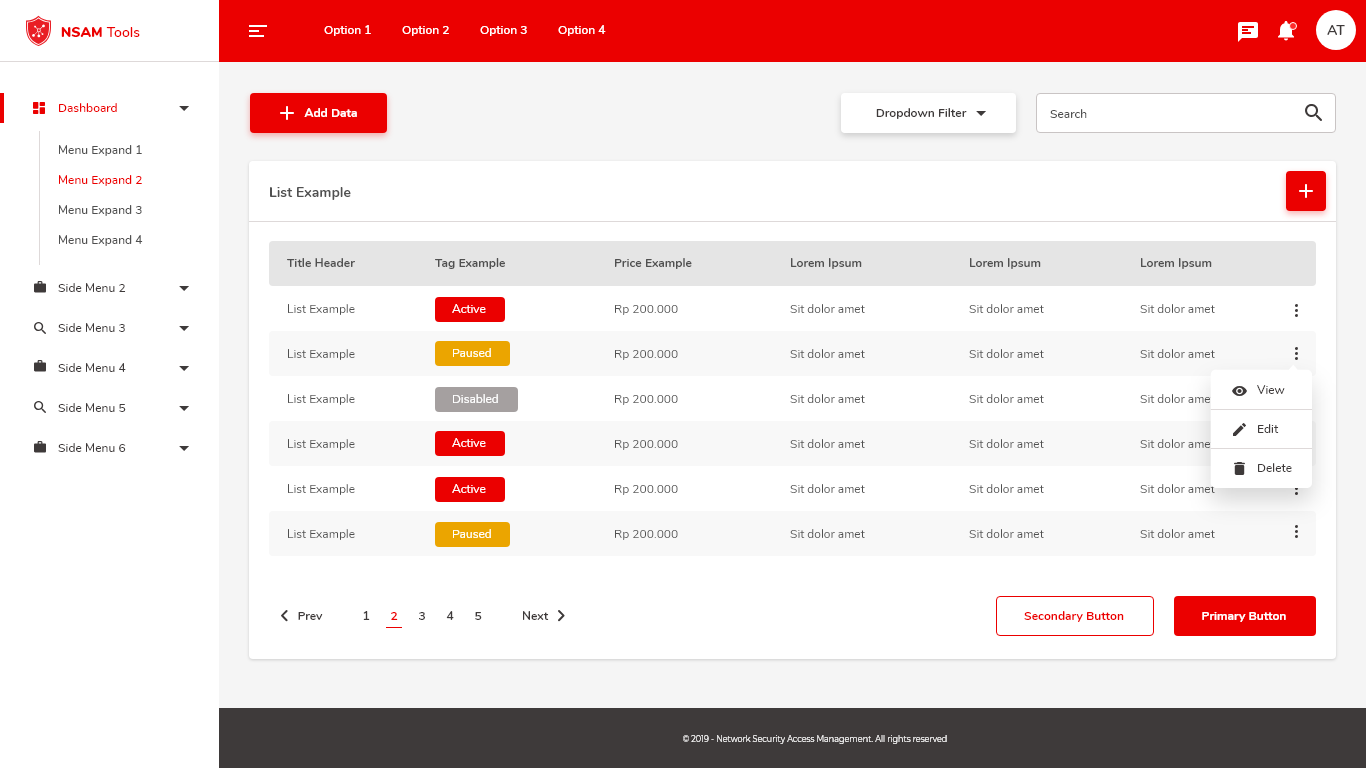 NSAM Tools
Option 1 Option 2 Option 3 Option 4
AT
Dashboard
Menu Expand 1
Menu Expand 2
Menu Expand 3
Menu Expand 4
Side Menu 2
Side Menu 3
Side Menu 4
Side Menu 5
Side Menu 6
Add Data
Dropdown Filter
Search
List Example
Title Header Tag Example Price Example Lorem Ipsum Lorem Ipsum Lorem Ipsum
List Example Active Rp 200.000 Sit dolor amet Sit dolor amet Sit dolor amet
List Example Paused Rp 200.000 Sit dolor amet Sit dolor amet Sit dolor amet
List Example Disabled Rp 200.000 Sit dolor amet Sit dolor amet Sit dolor ame
List Example Active Rp 200.000 Sit dolor amet Sit dolor amet Sit dolor ame
List Example Active Rp 200.000 Sit dolor amet Sit dolor amet Sit dolor amet
List Example Paused Rp 200.000 Sit dolor amet Sit dolor amet Sit dolor amet
View
Edit
Delete
Prev 1 2 3 4 5 Next
Secondary Button
Primary Button
© 2019 - Network Security Access Management. All rights reserved